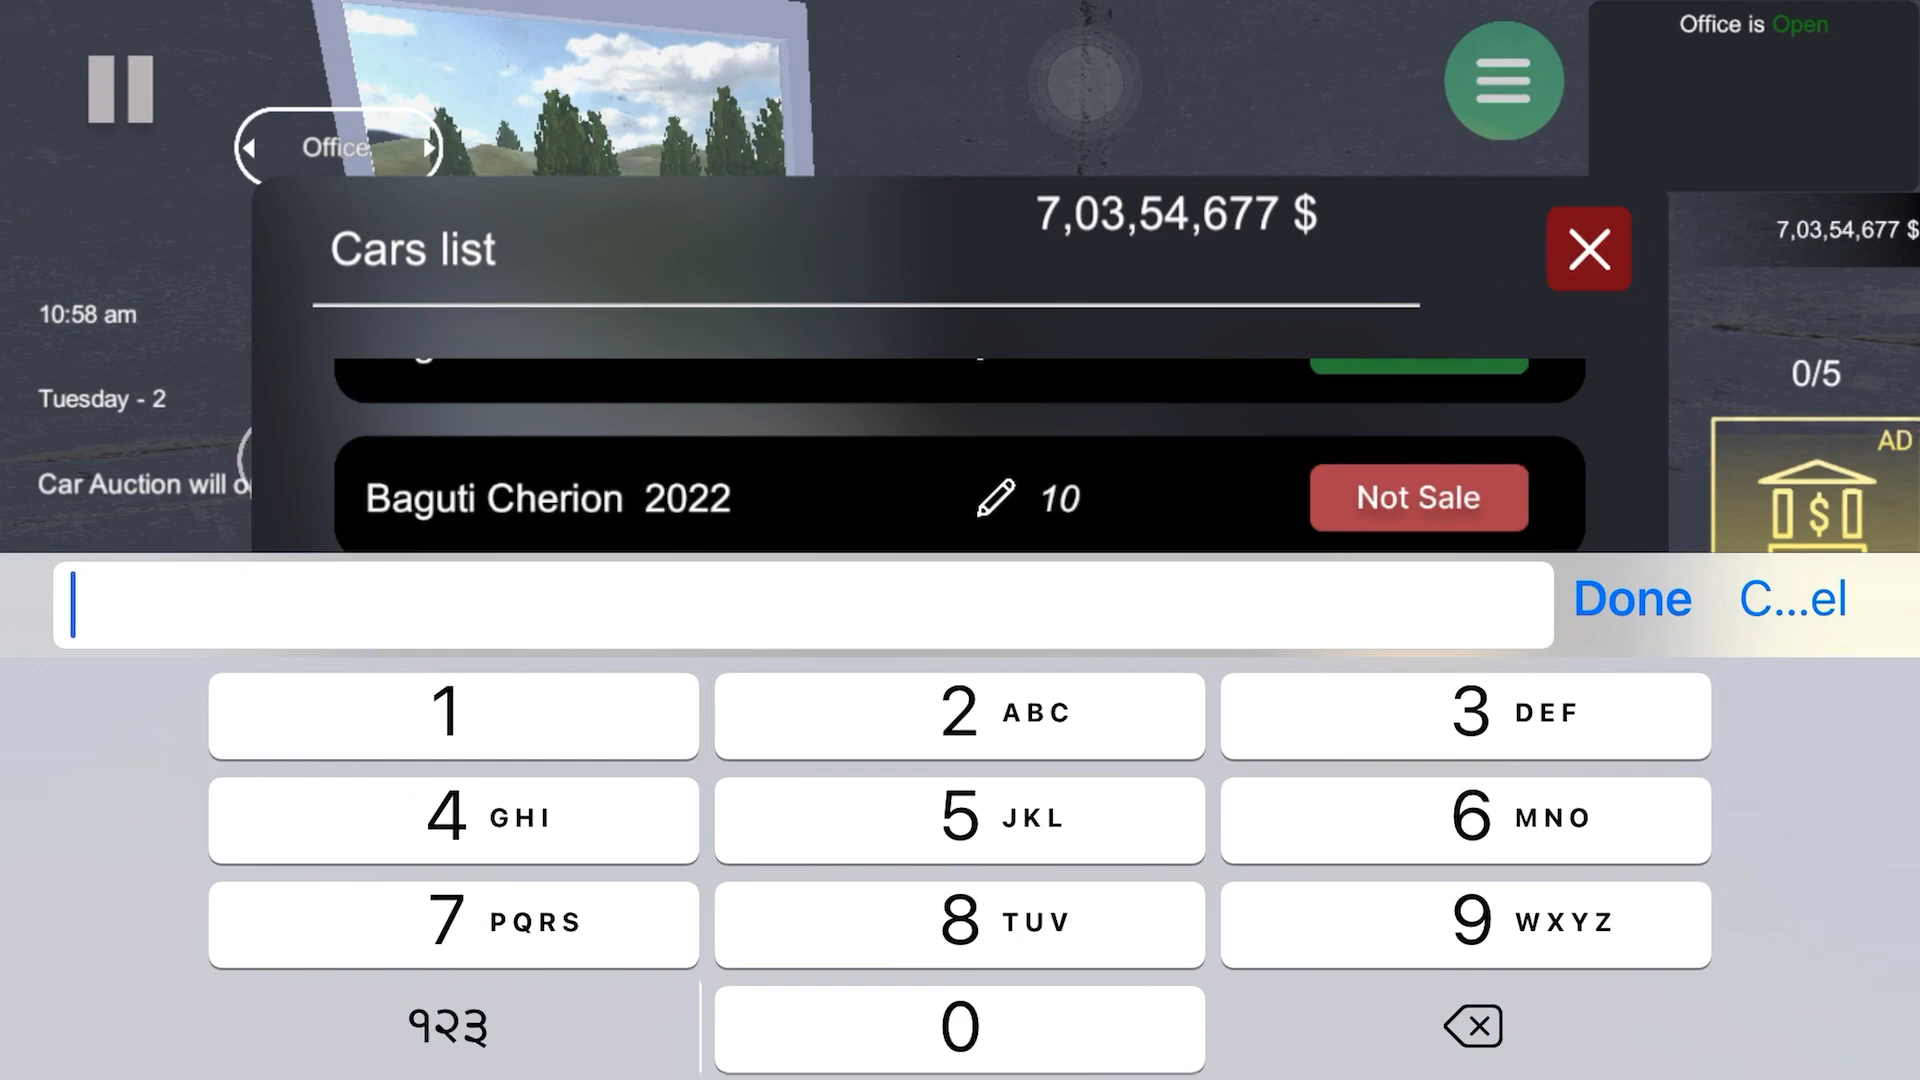 Office is Open
Office
7,03,54,677 $
Cars list
7,03,54,677 $
10:58 am
0/5
Tuesday - 2
AD
Car Auction will
Baguti Cherion 2022
10
Not Sale
$
Done
C...el
1
2 ABC
3 DEF
4 GHI
5 JKL
6 MNO
7 PQRS
8 TUV
9 WXYZ
१२३
0